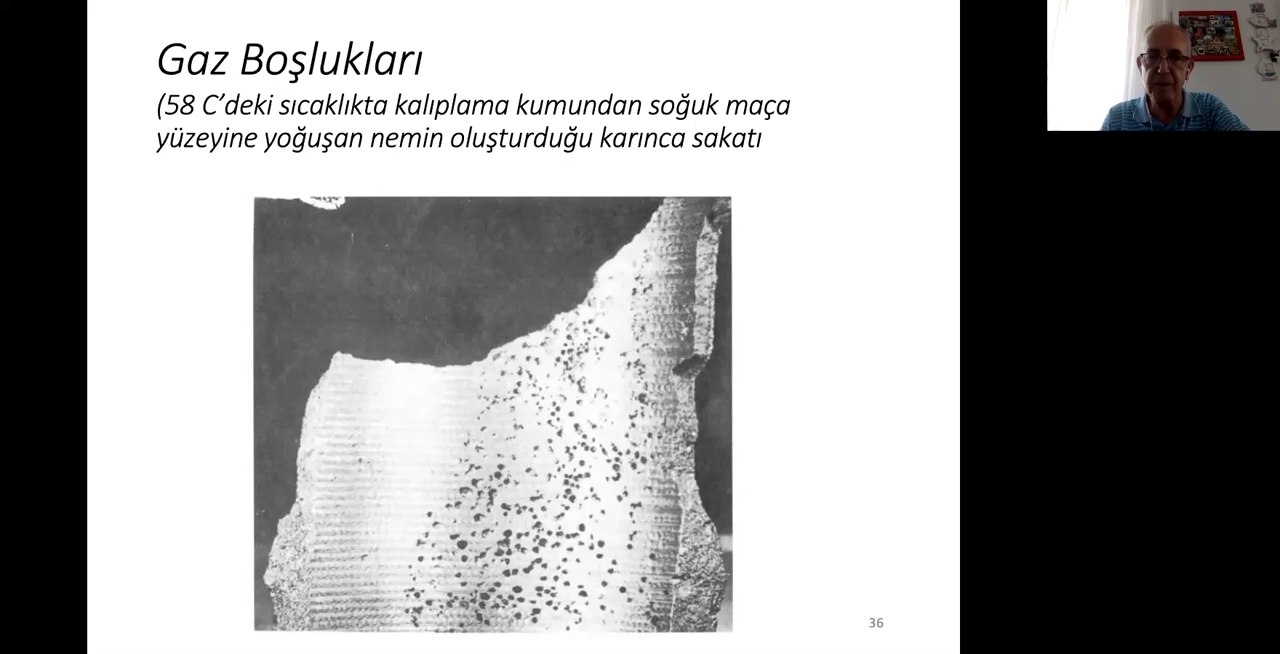 Gaz Boşlukları
(58 C’deki sıcaklıkta kalıplama kumundan soğuk maça
yüzeyine yoğuşan nemin oluşturduğu karınca sakatı
36